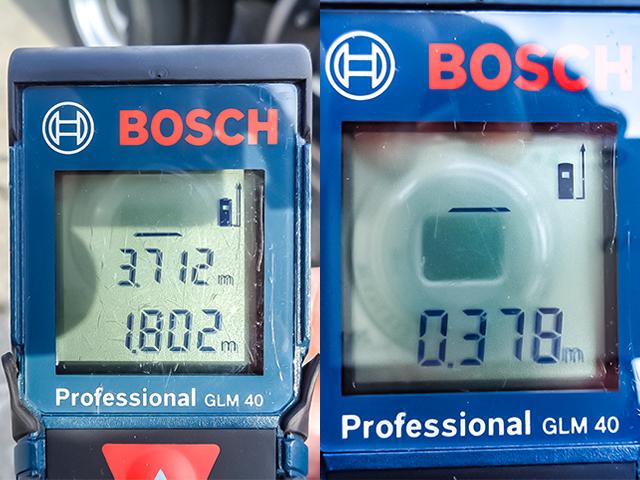 BOSCH
3.712 m
1.802 m
Professional GLM 40
BOSCH
0.378 m
Professional GLM 40